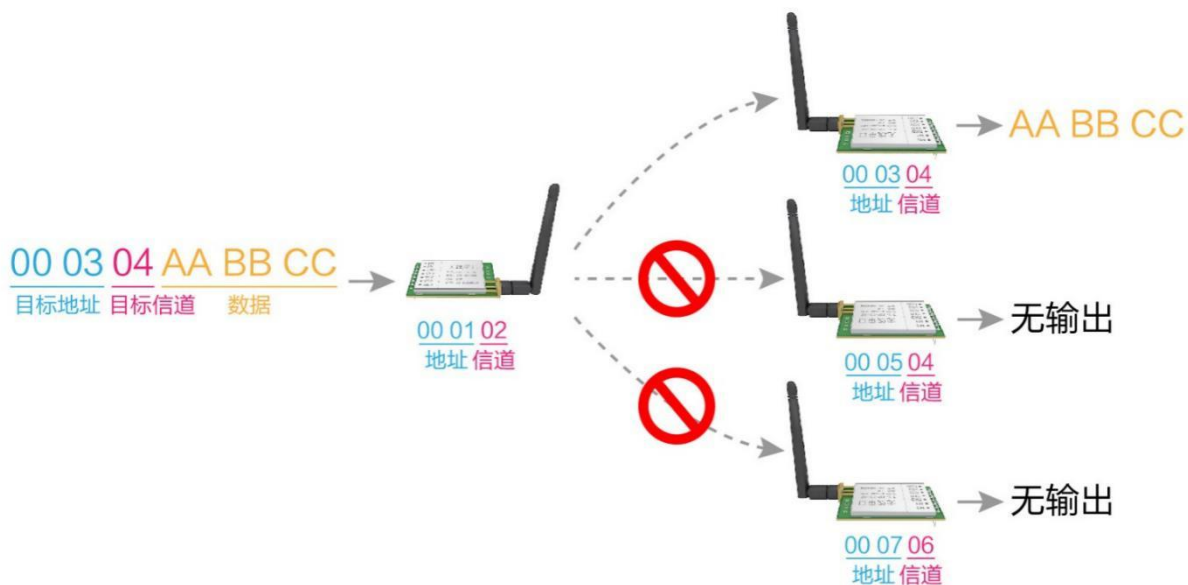 AA BB CC
00 03 04
地址 信道
00 03 04 AA BB CC
目标地址 目标信道 数据
00 01 02
地址 信道
无输出
00 05 04
地址 信道
无输出
00 07 06
地址 信道